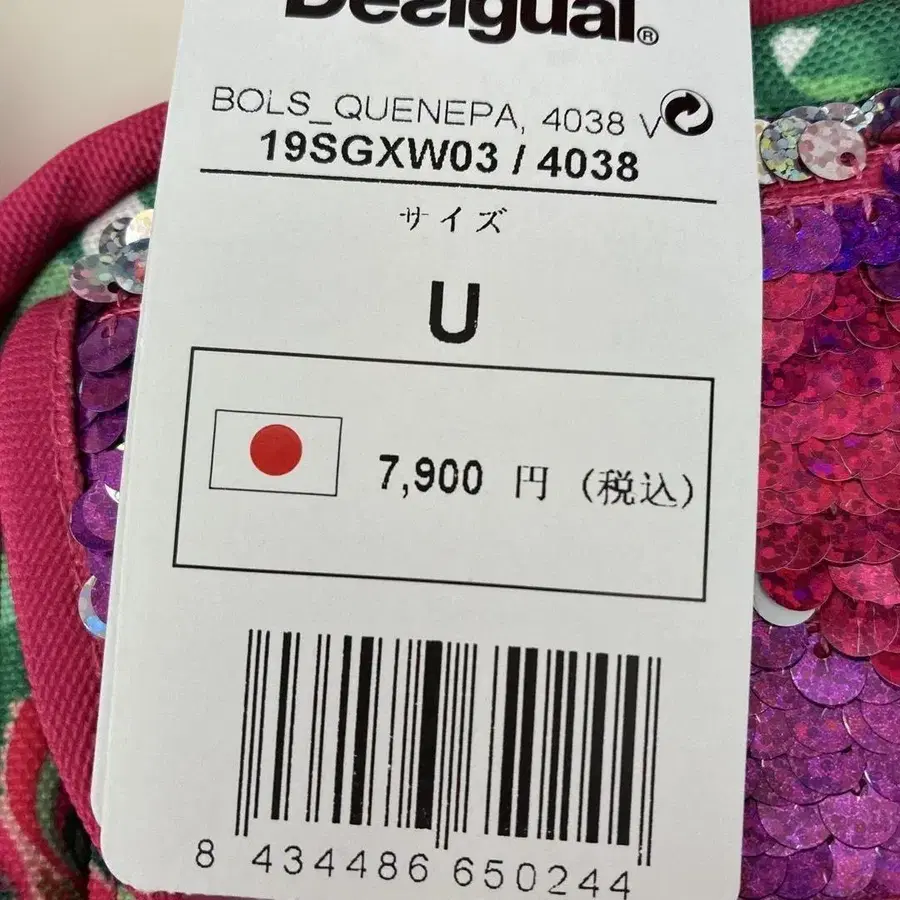 Desigual®
BOLS_QUENEPA, 4038 V
19SGXW03 / 4038
サイズ
U
7,900 円 (税込)
8 434486 650244